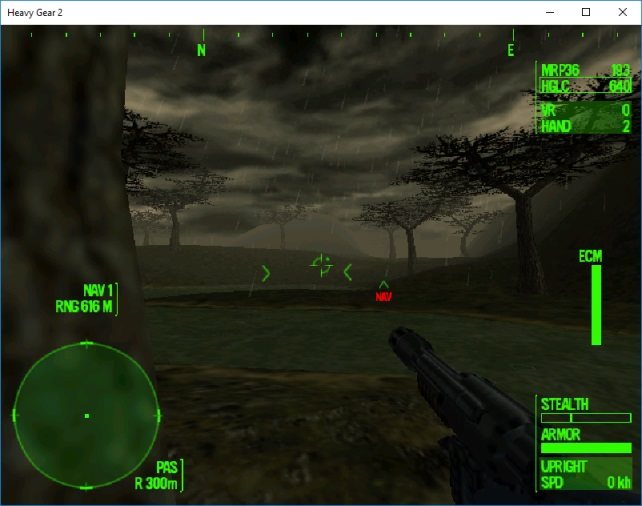 Heavy Gear 2
N
E
MRP36 193
HGLC 640
VR 0
HAND 2
ECM
NAV 1
RNG 616 M
NAV
PAS
R 300m
STEALTH
ARMOR
UPRIGHT
SPD 0 kh